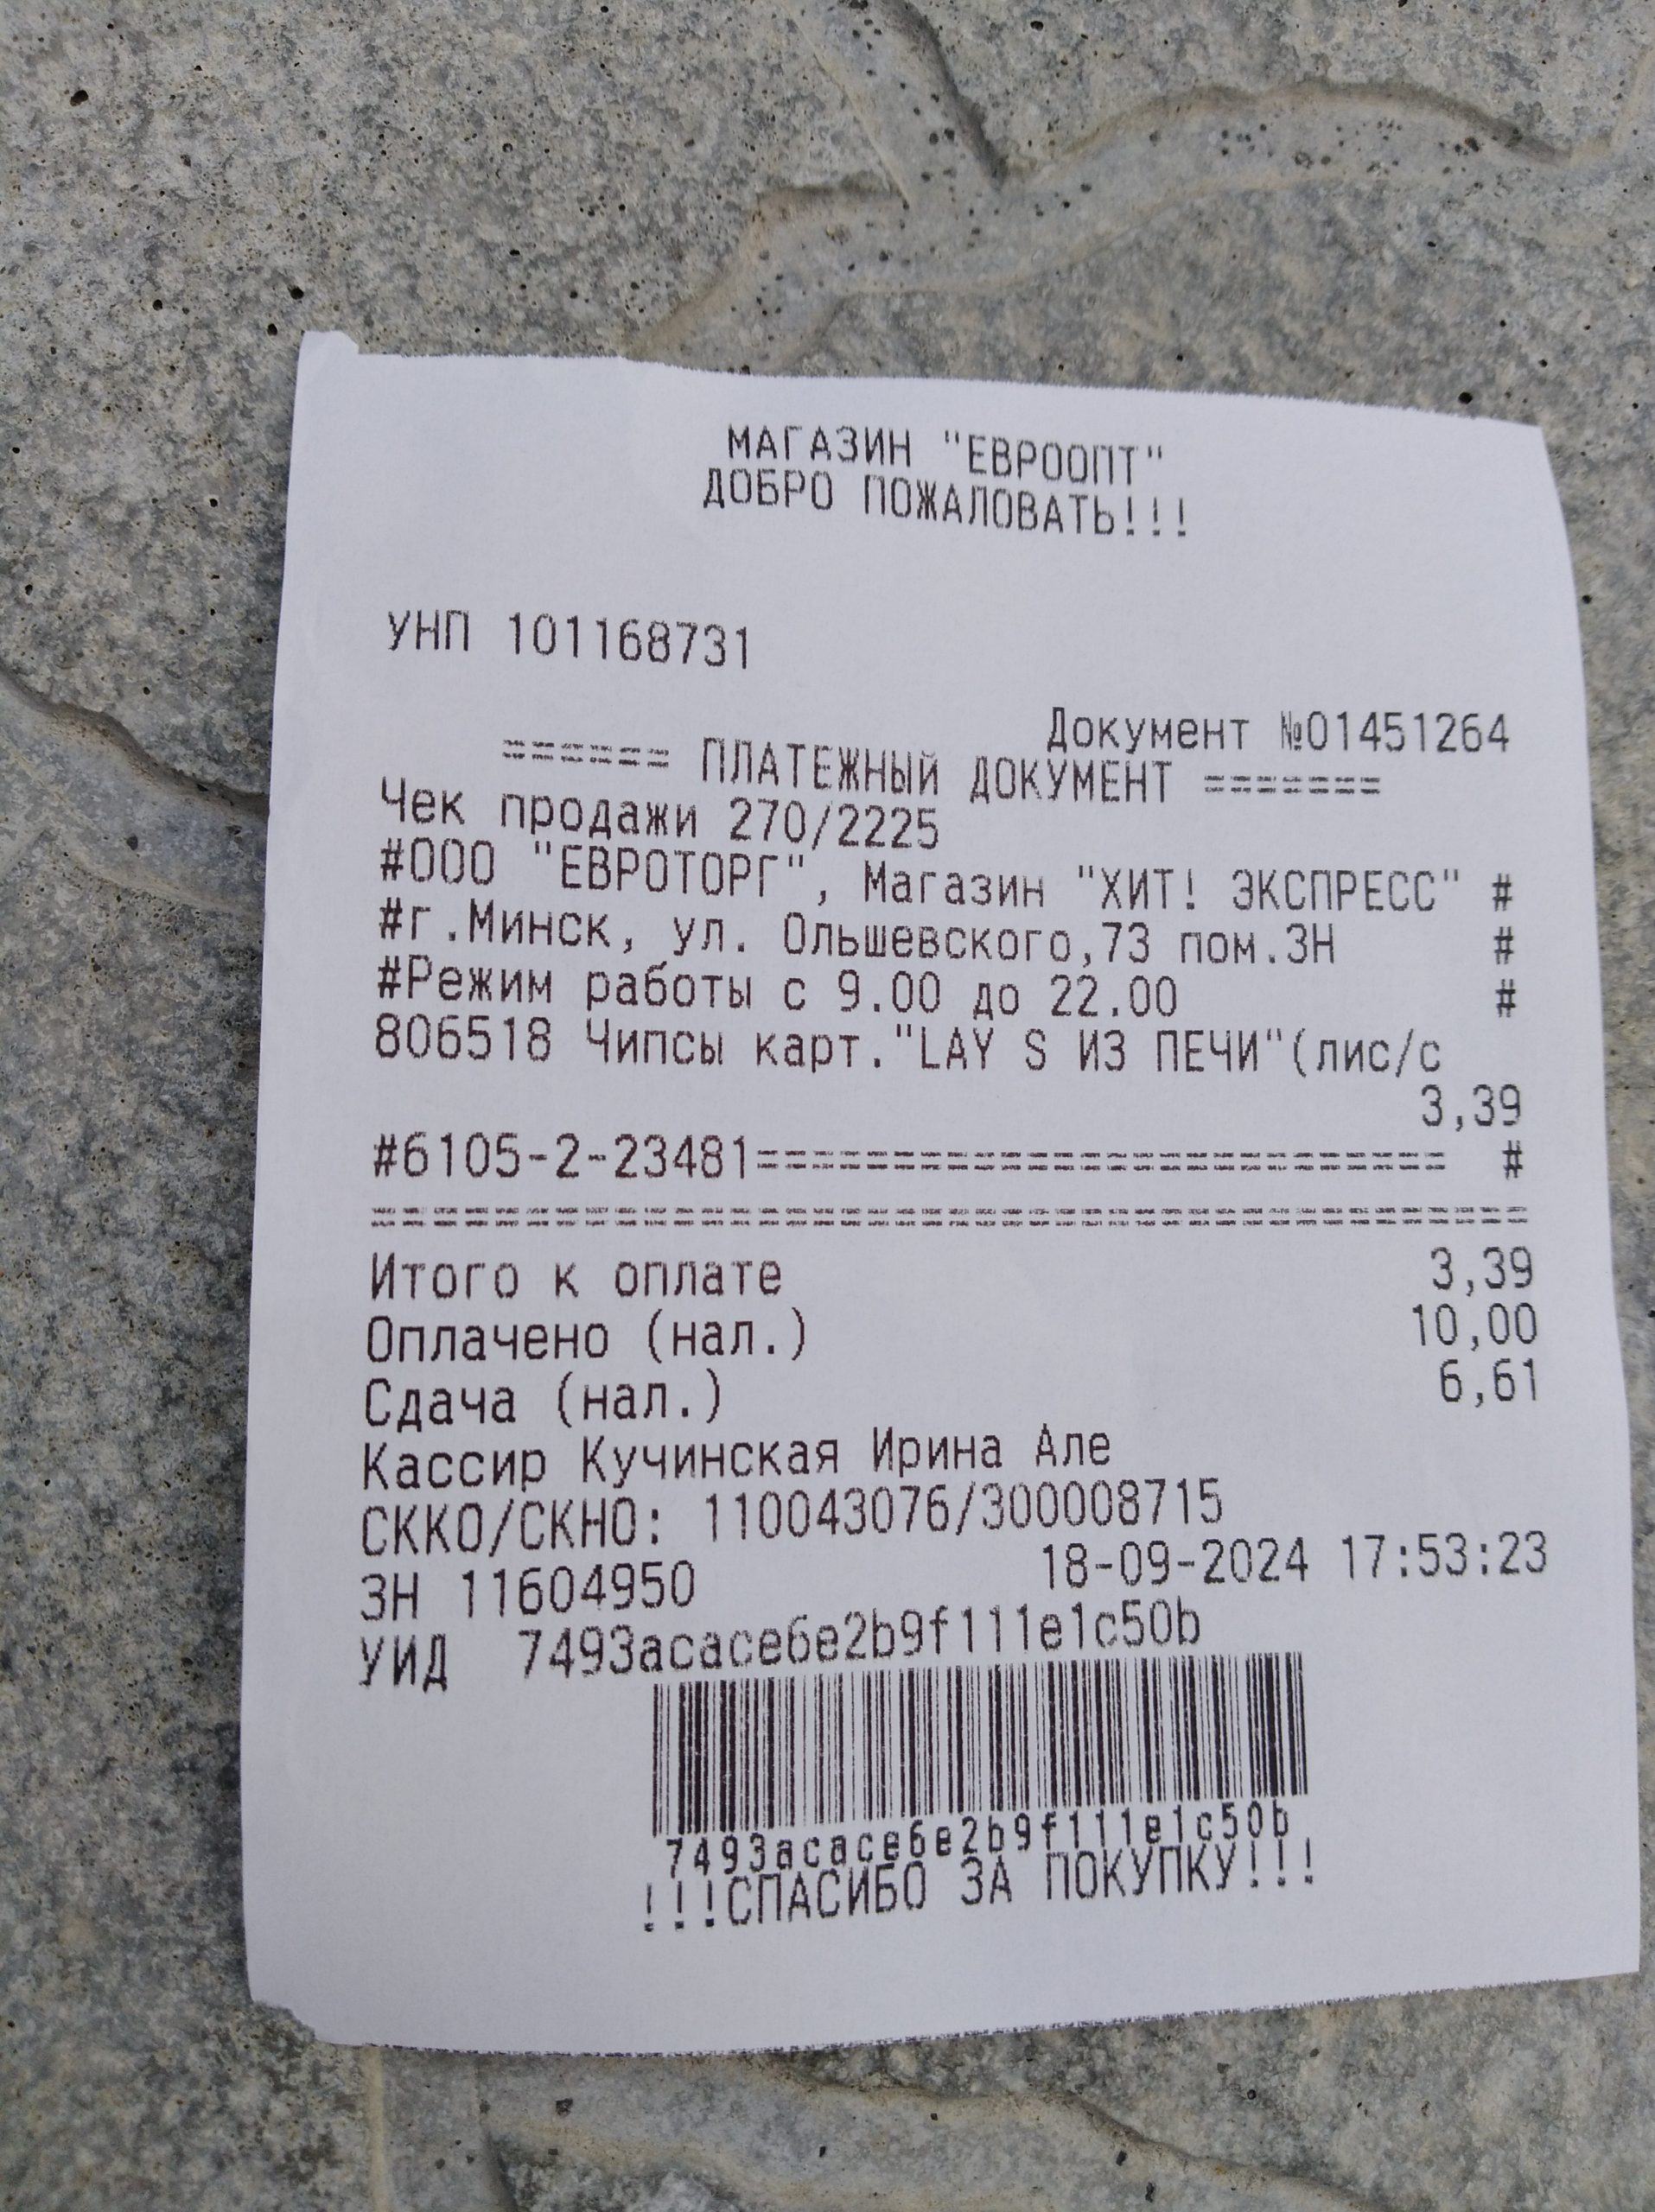 МАГАЗИН "ЕВРООПТ"
ДОБРО ПОЖАЛОВАТЬ!!!
УНП 101168731
Документ №01451264
====== ПЛАТЕЖНЫЙ ДОКУМЕНТ =======
Чек продажи 270/2225
#ООО "ЕВРОТОРГ", Магазин "ХИТ! ЭКСПРЕСС" #
#г.Минск, ул. Ольшевского,73 пом.3Н #
#Режим работы с 9.00 до 22.00 #
806518 Чипсы карт."LAY S ИЗ ПЕЧИ"(лис/с
3,39
#6105-2-23481========================= #
==========================================
Итого к оплате 3,39
Оплачено (нал.) 10,00
Сдача (нал.) 6,61
Кассир Кучинская Ирина Але
СККО/СКНО: 110043076/300008715
ЗН 11604950 18-09-2024 17:53:23
УИД 7493acace6e2b9f111e1c50b
7493acace6e2b9f111e1c50b
!!!СПАСИБО ЗА ПОКУПКУ!!!